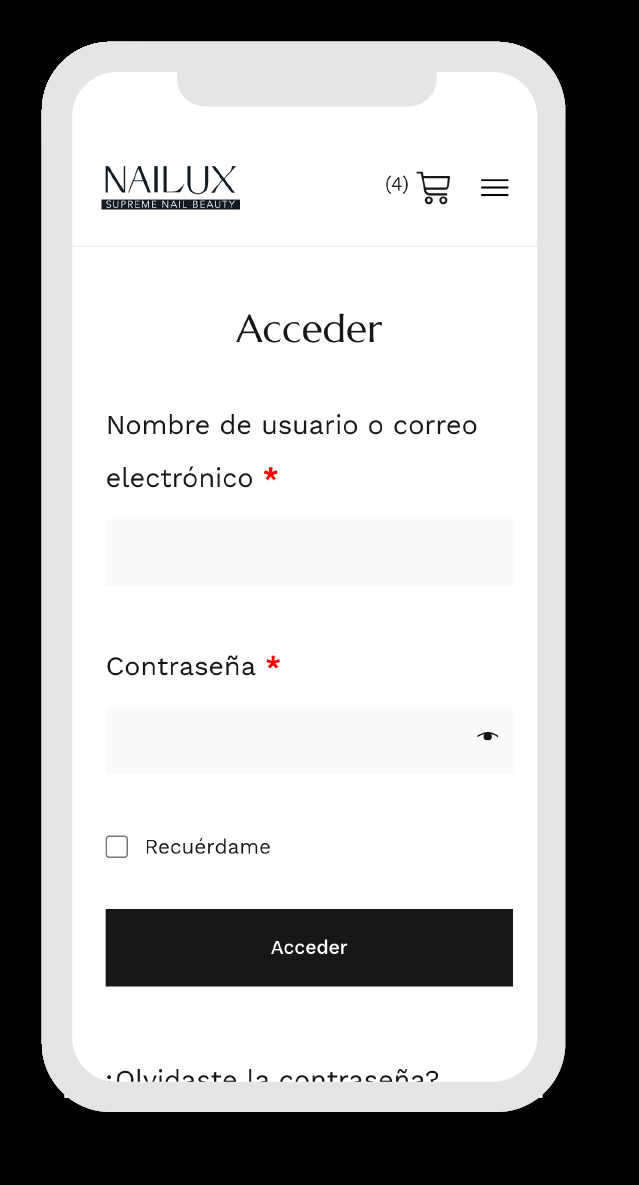 NAILUX
SUPREME NAIL BEAUTY
(4)
Acceder
Nombre de usuario o correo
electrónico *
Contraseña *
Recuérdame
Acceder
¿Olvidaste la contraseña?